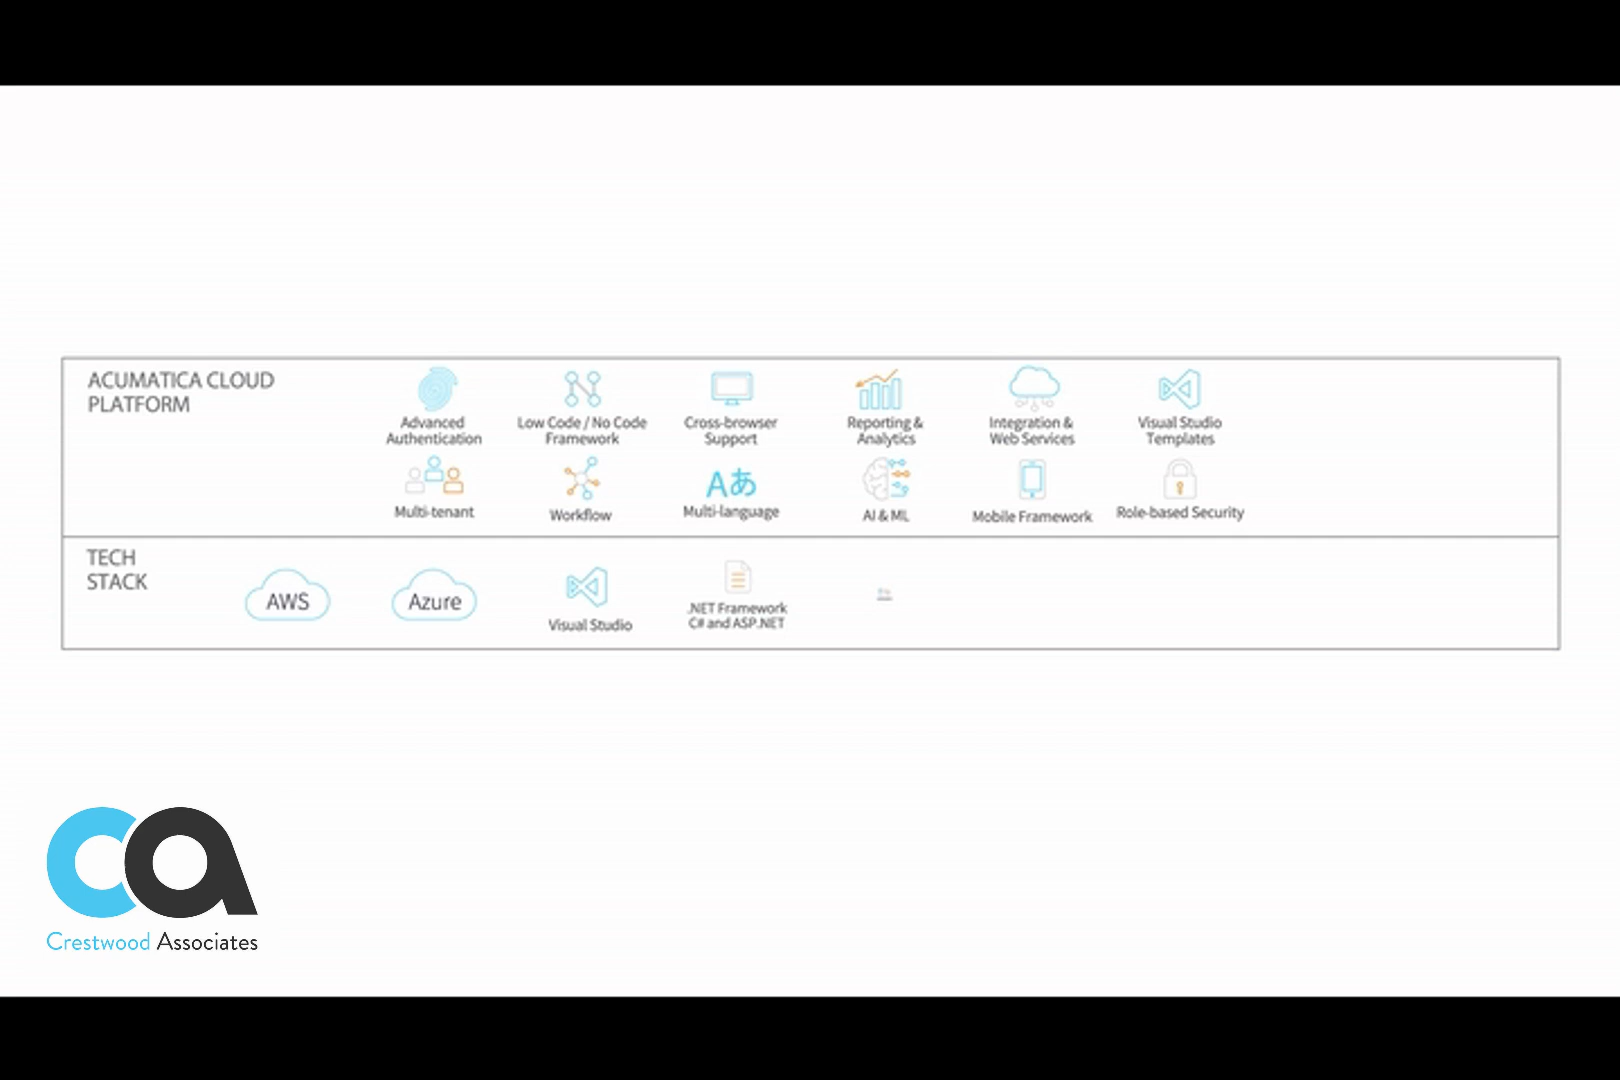 ACUMATICA CLOUD
PLATFORM
Advanced
Authentication
Low Code / No Code
Framework
Cross-browser
Support
Reporting &
Analytics
Integration &
Web Services
Visual Studio
Templates
Multi-tenant
Workflow
Aあ
Multi-language
AI & ML
Mobile Framework
Role-based Security
TECH
STACK
AWS
Azure
Visual Studio
.NET Framework
C# and ASP.NET
ca
Crestwood Associates